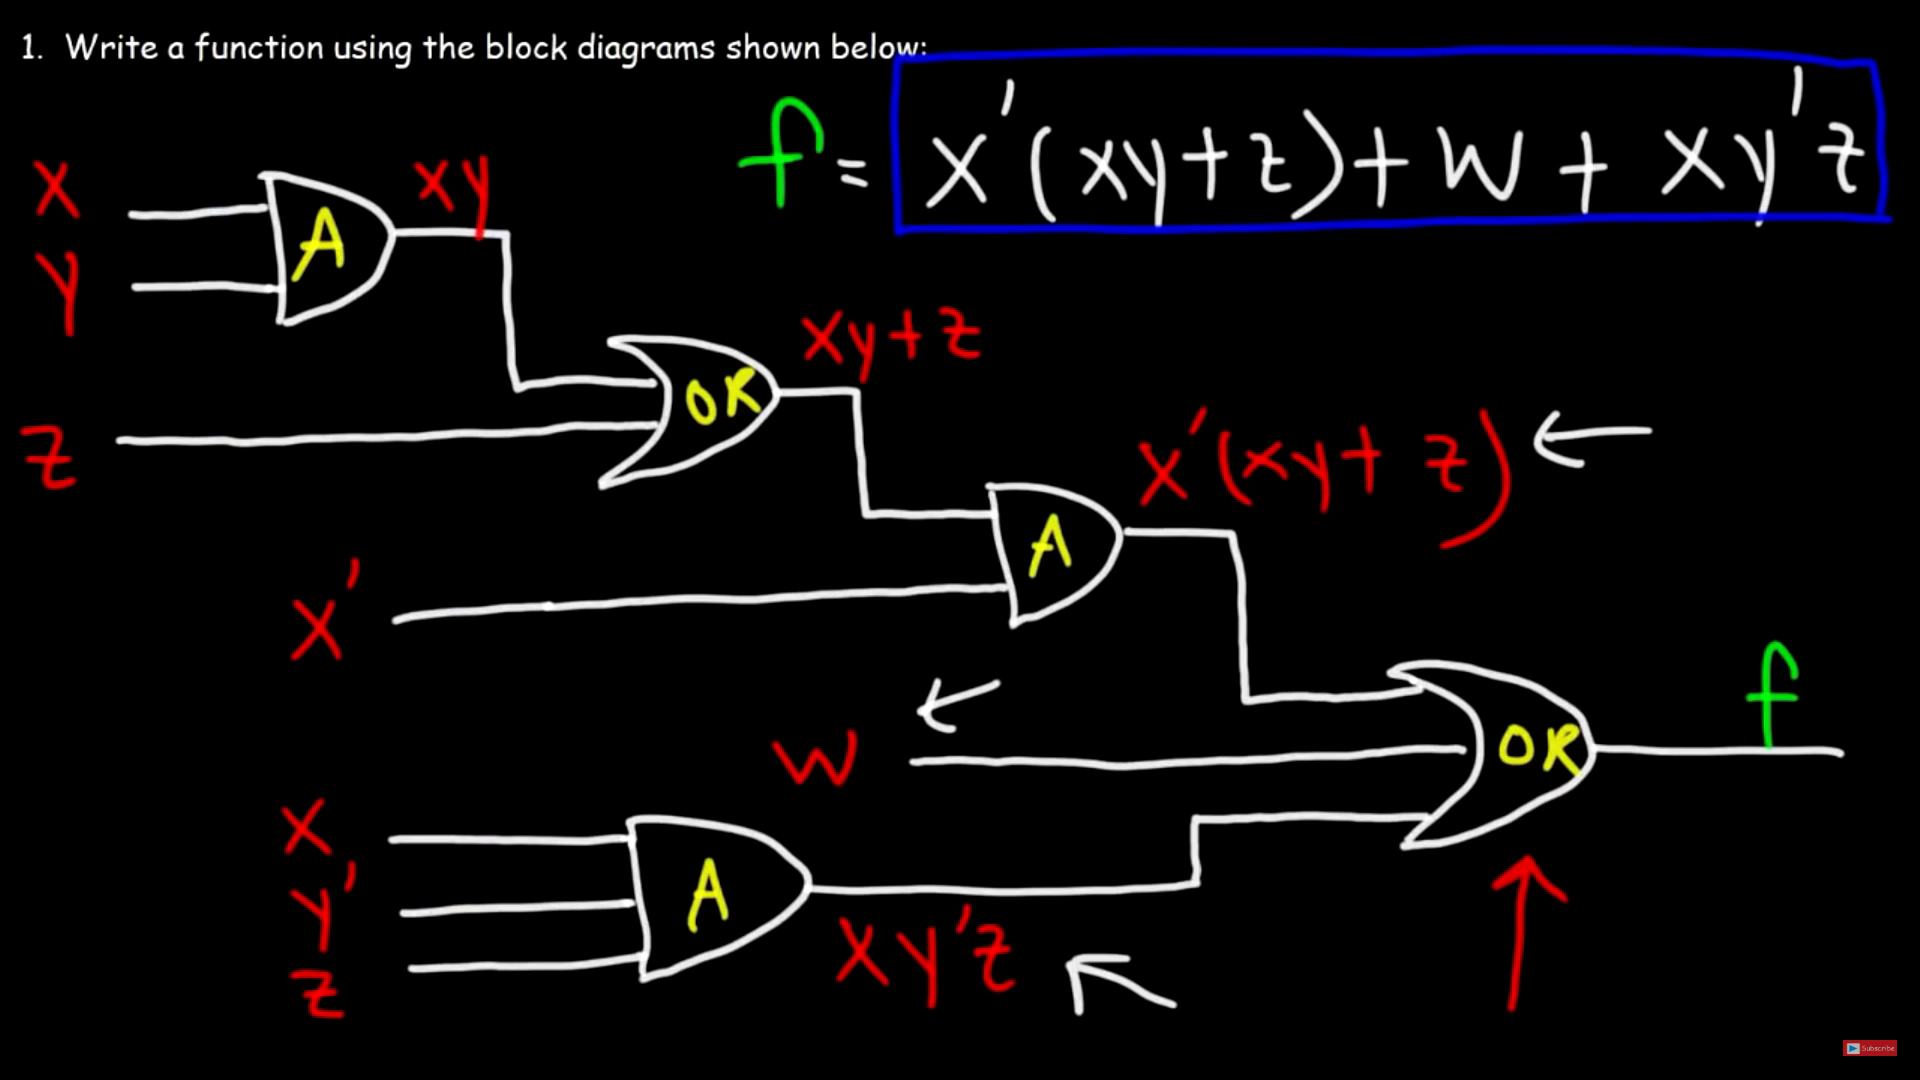 1. Write a function using the block diagrams shown below:
f = x'(xy+z)+w+xy'z
x
A
xy
y
OR
xy+z
z
A
x'(xy+z)
x'
f
OR
w
x
A
y'
xy'z
z
Subscribe